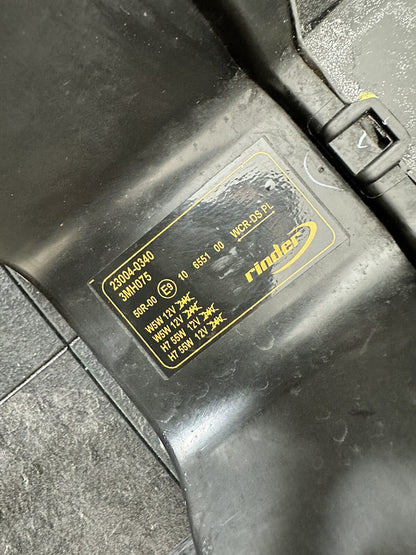 23004-0340
3MH075
50R-00 E9 10 6551 00 WCR-DS PL
W5W 12V
W5W 12V
H7 55W 12V
H7 55W 12V
rinder